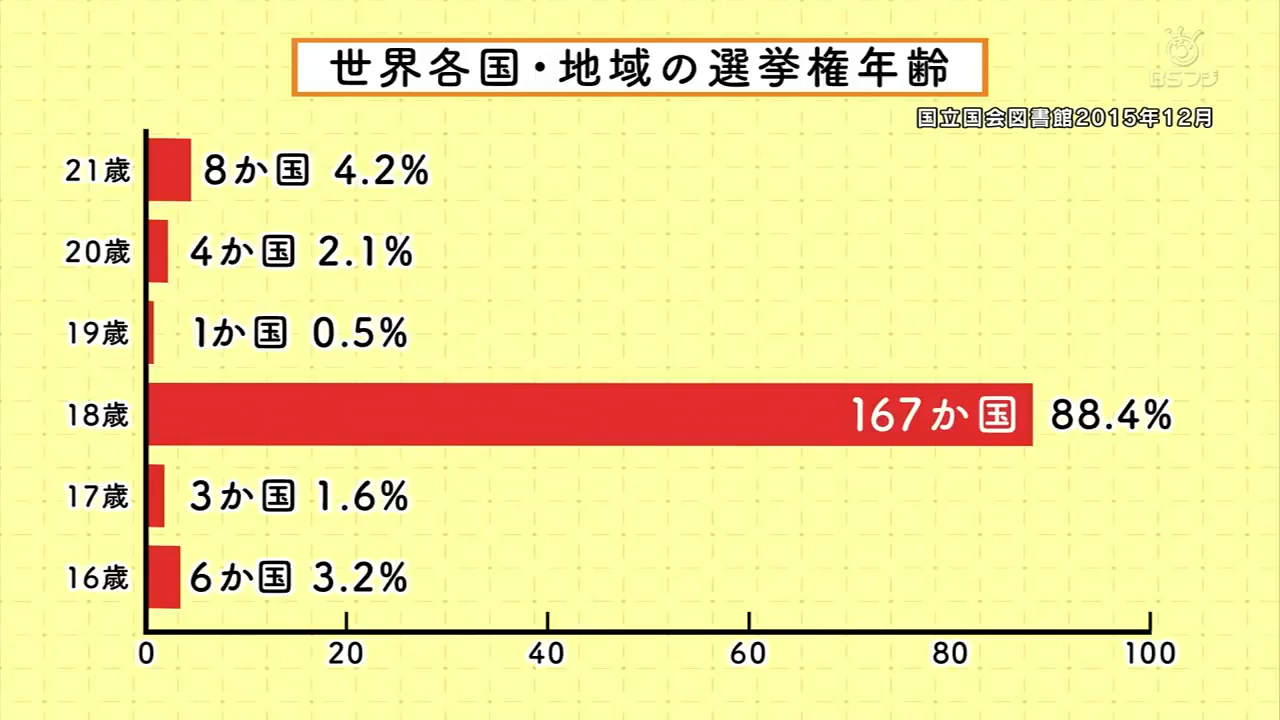 世界各国・地域の選挙権年齢
BSフジ
国立国会図書館2015年12月
21歳 8か国 4.2%
20歳 4か国 2.1%
19歳 1か国 0.5%
18歳 167か国 88.4%
17歳 3か国 1.6%
16歳 6か国 3.2%
0 20 40 60 80 100